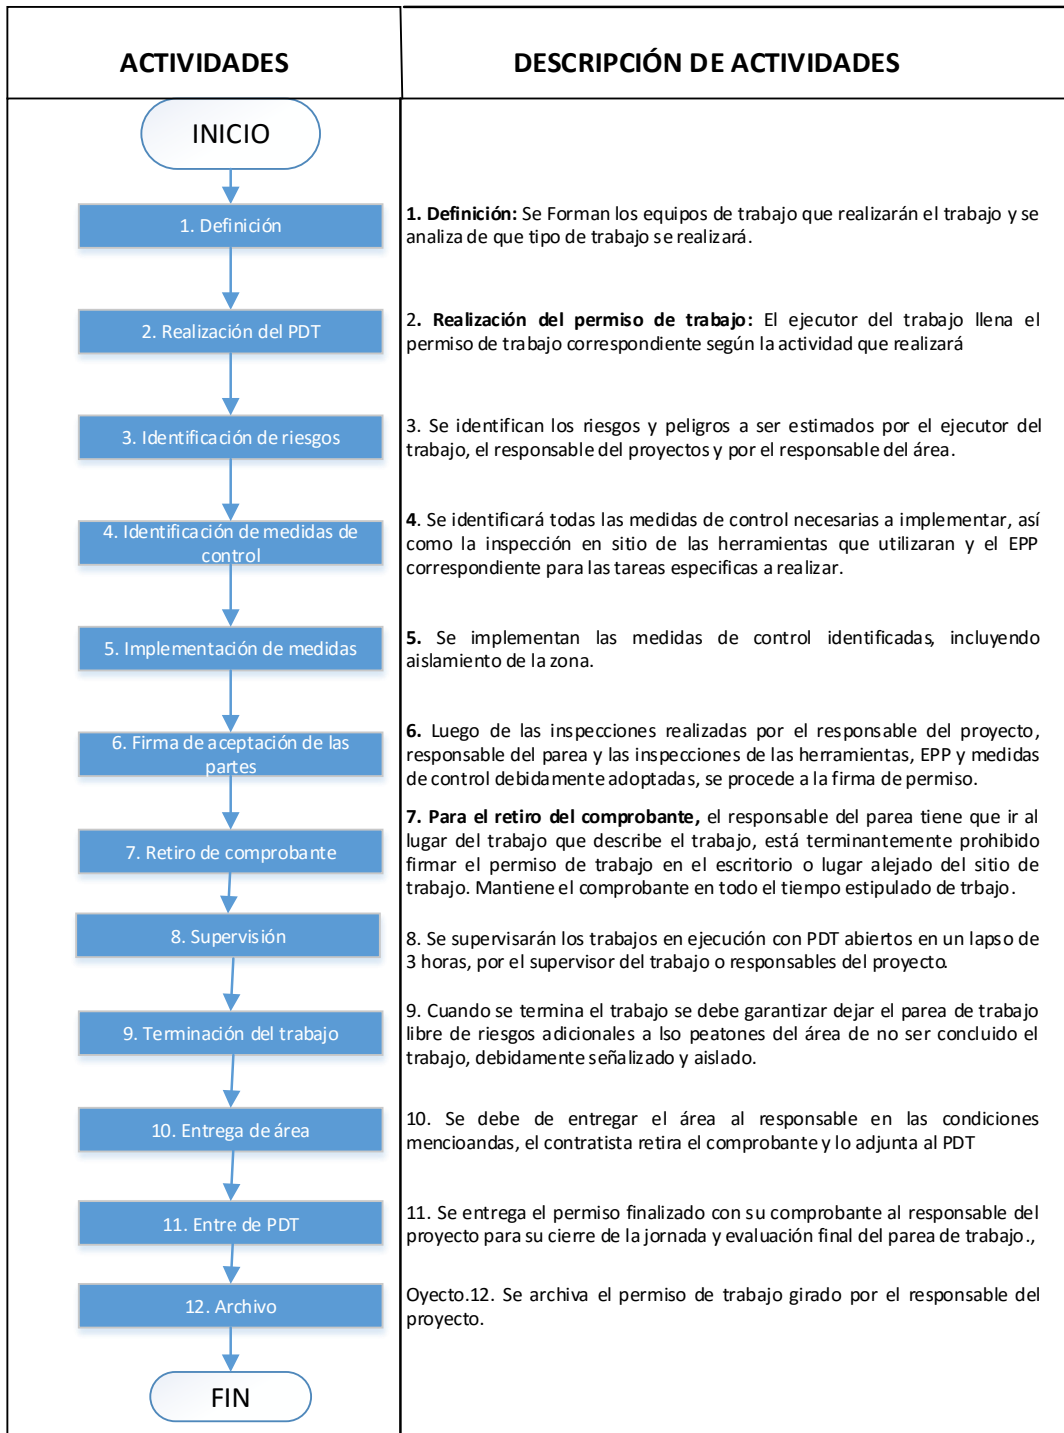 ACTIVIDADES
DESCRIPCIÓN DE ACTIVIDADES
INICIO
1. Definición
1. Definición: Se Forman los equipos de trabajo que realizarán el trabajo y se
analiza de que tipo de trabajo se realizará.
2. Realización del PDT
2. Realización del permiso de trabajo: El ejecutor del trabajo llena el
permiso de trabajo correspondiente según la actividad que realizará
3. Identificación de riesgos
3. Se identifican los riesgos y peligros a ser estimados por el ejecutor del
trabajo, el responsable del proyectos y por el responsable del área.
4. Identificación de medidas de
control
4. Se identificará todas las medidas de control necesarias a implementar, así
como la inspección en sitio de las herramientas que utilizaran y el EPP
correspondiente para las tareas especificas a realizar.
5. Implementación de medidas
5. Se implementan las medidas de control identificadas, incluyendo
aislamiento de la zona.
6. Firma de aceptación de las
partes
6. Luego de las inspecciones realizadas por el responsable del proyecto,
responsable del parea y las inspecciones de las herramientas, EPP y medidas
de control debidamente adoptadas, se procede a la firma de permiso.
7. Retiro de comprobante
7. Para el retiro del comprobante, el responsable del parea tiene que ir al
lugar del trabajo que describe el trabajo, está terminantemente prohibido
firmar el permiso de trabajo en el escritorio o lugar alejado del sitio de
trabajo. Mantiene el comprobante en todo el tiempo estipulado de trbajo.
8. Supervisión
8. Se supervisarán los trabajos en ejecución con PDT abiertos en un lapso de
3 horas, por el supervisor del trabajo o responsables del proyecto.
9. Terminación del trabajo
9. Cuando se termina el trabajo se debe garantizar dejar el parea de trabajo
libre de riesgos adicionales a lso peatones del área de no ser concluido el
trabajo, debidamente señalizado y aislado.
10. Entrega de área
10. Se debe de entregar el área al responsable en las condiciones
mencioandas, el contratista retira el comprobante y lo adjunta al PDT
11. Entre de PDT
11. Se entrega el permiso finalizado con su comprobante al responsable del
proyecto para su cierre de la jornada y evaluación final del parea de trabajo.,
12. Archivo
Oyecto.12. Se archiva el permiso de trabajo girado por el responsable del
proyecto.
FIN